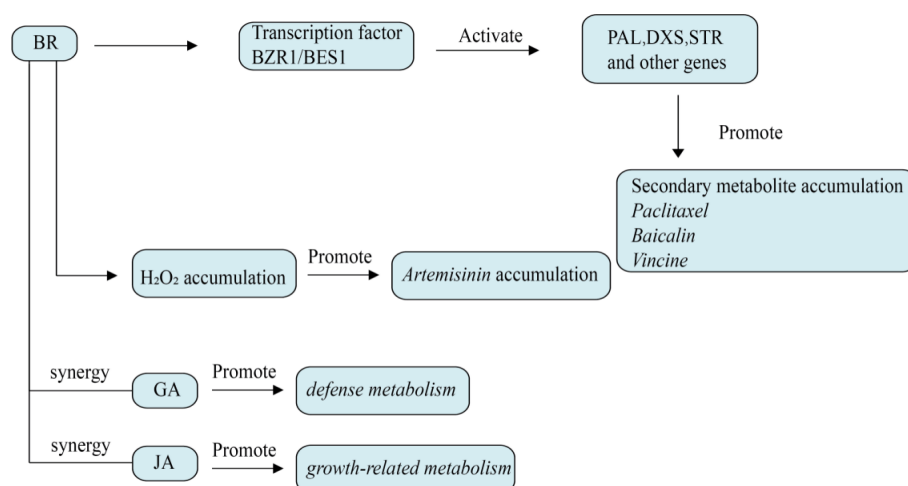 BR
Transcription factor
BZR1/BES1
Activate
PAL,DXS,STR
and other genes
Promote
Secondary metabolite accumulation
Paclitaxel
Baicalin
Vincine
H₂O₂ accumulation
Promote
Artemisinin accumulation
synergy
GA
Promote
defense metabolism
synergy
JA
Promote
growth-related metabolism